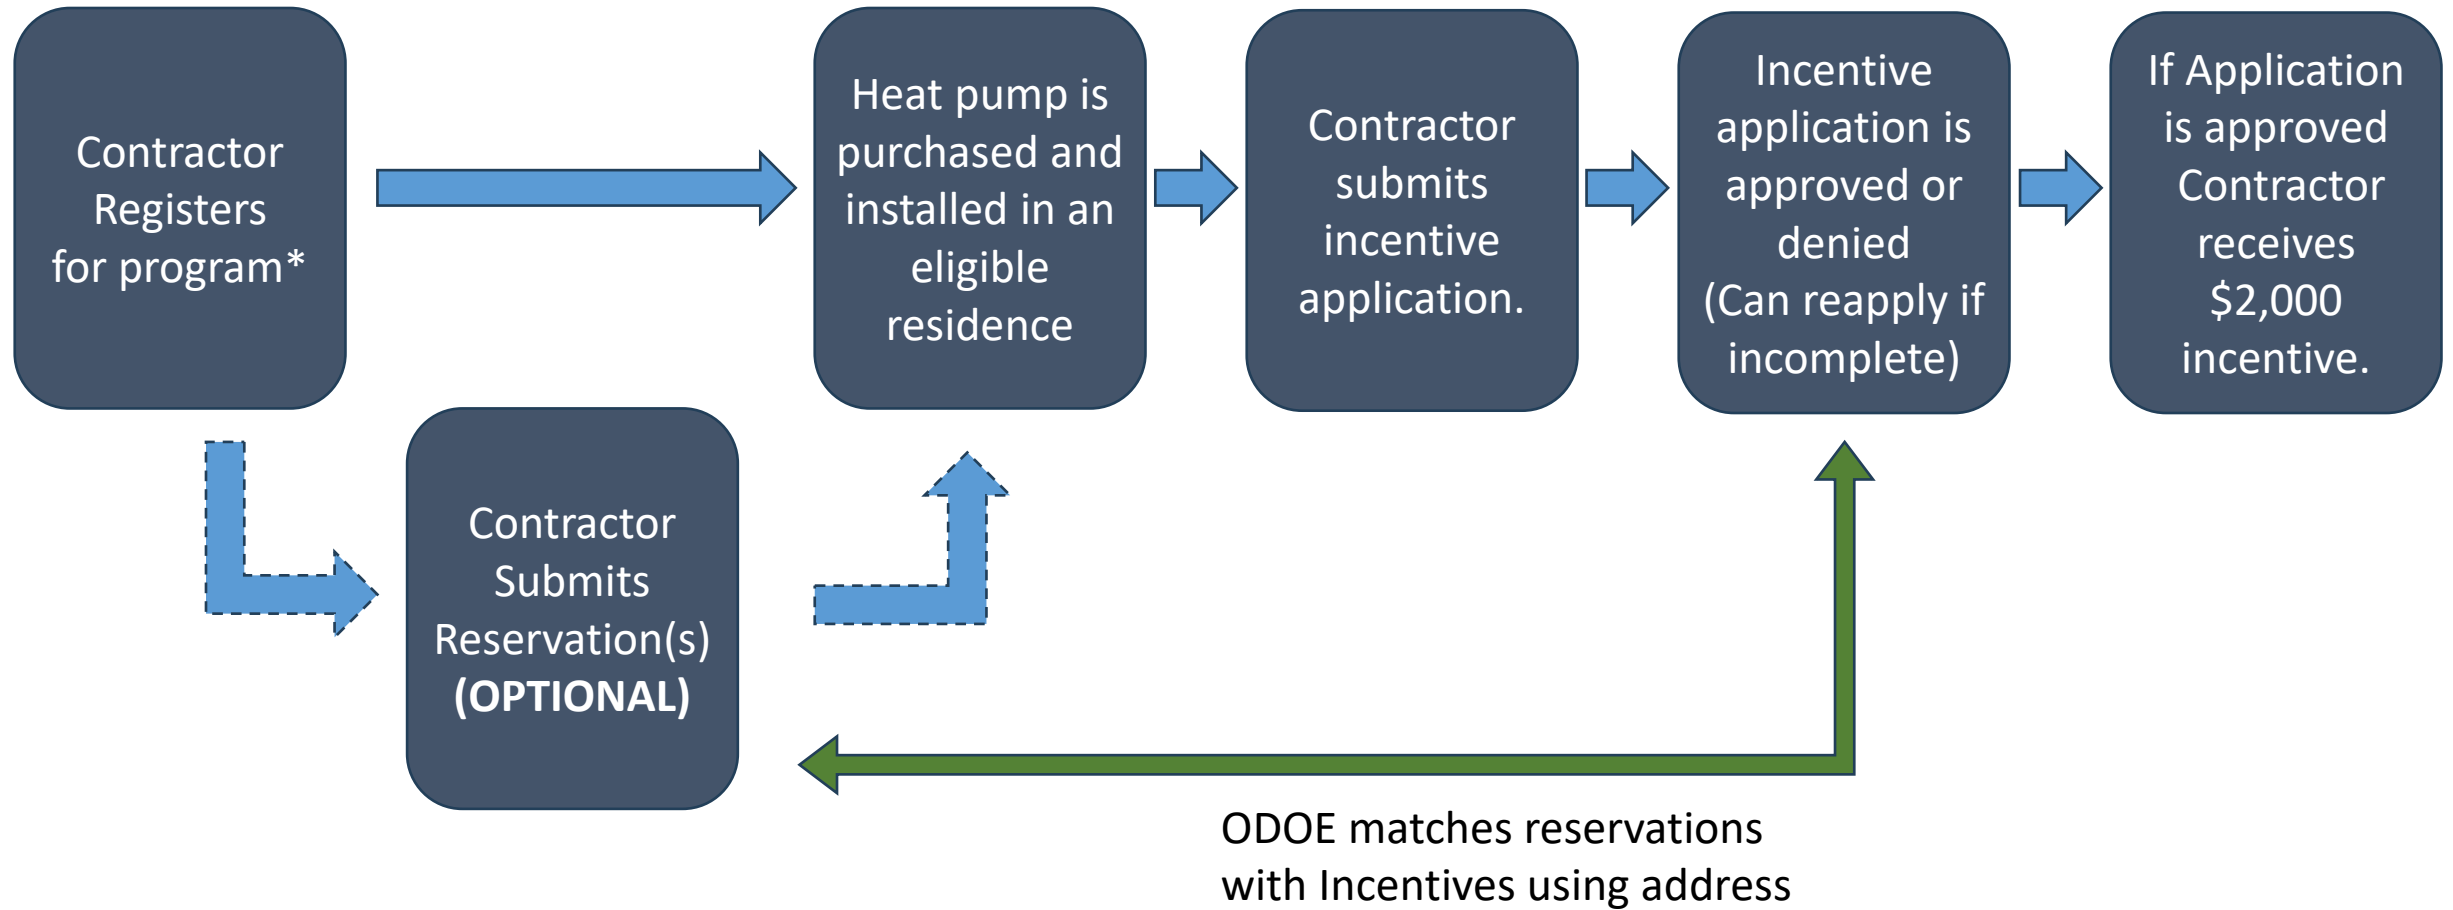 Contractor
Registers
for program*
Heat pump is
purchased and
installed in an
eligible
residence
Contractor
submits
incentive
application.
Incentive
application is
approved or
denied
(Can reapply if
incomplete)
If Application
is approved
Contractor
receives
$2,000
incentive.
Contractor
Submits
Reservation(s)
(OPTIONAL)
ODOE matches reservations
with Incentives using address